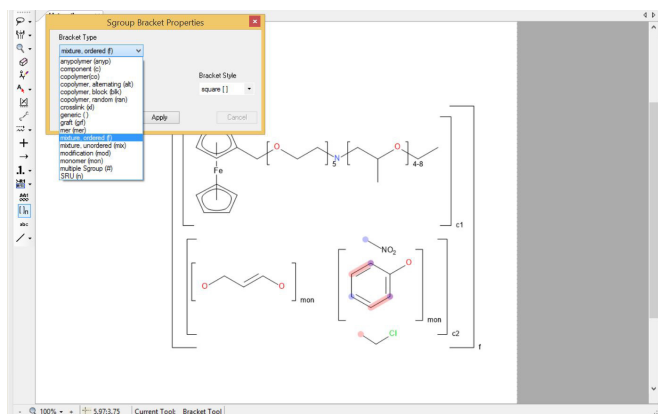 Sgroup Bracket Properties
Bracket Type
mixture, ordered (f)
anypolymer (anyp)
component (c)
copolymer(co)
copolymer, alternating (alt)
copolymer, block (blk)
copolymer, random (ran)
crosslink (xl)
generic ( )
graft (grf)
mer (mer)
mixture, ordered (f)
mixture, unordered (mix)
modification (mod)
monomer (mon)
multiple Sgroup (#)
SRU (n)
Bracket Style
square [ ]
Apply
Cancel
Fe
O
5
N
O
4-8
c1
O
O
mon
NO2
O
mon
Cl
c2
f
100%
5.97:3.75
Current Tool: Bracket Tool